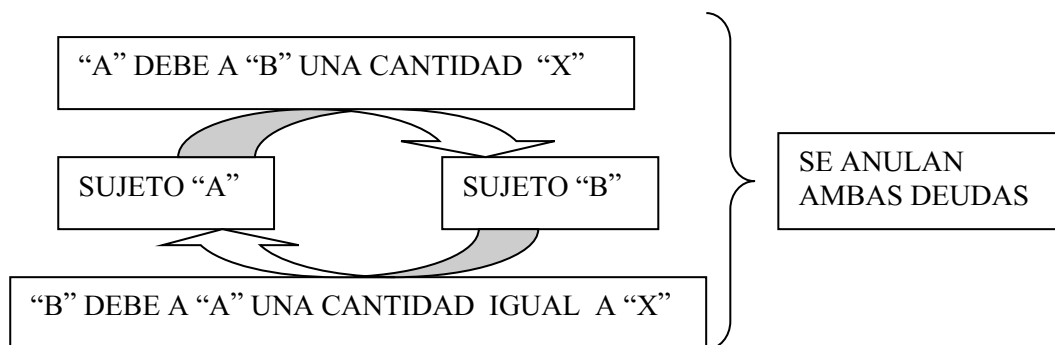 “A” DEBE A “B” UNA CANTIDAD “X”
SUJETO “A”
SUJETO “B”
“B” DEBE A “A” UNA CANTIDAD IGUAL A “X”
SE ANULAN
AMBAS DEUDAS